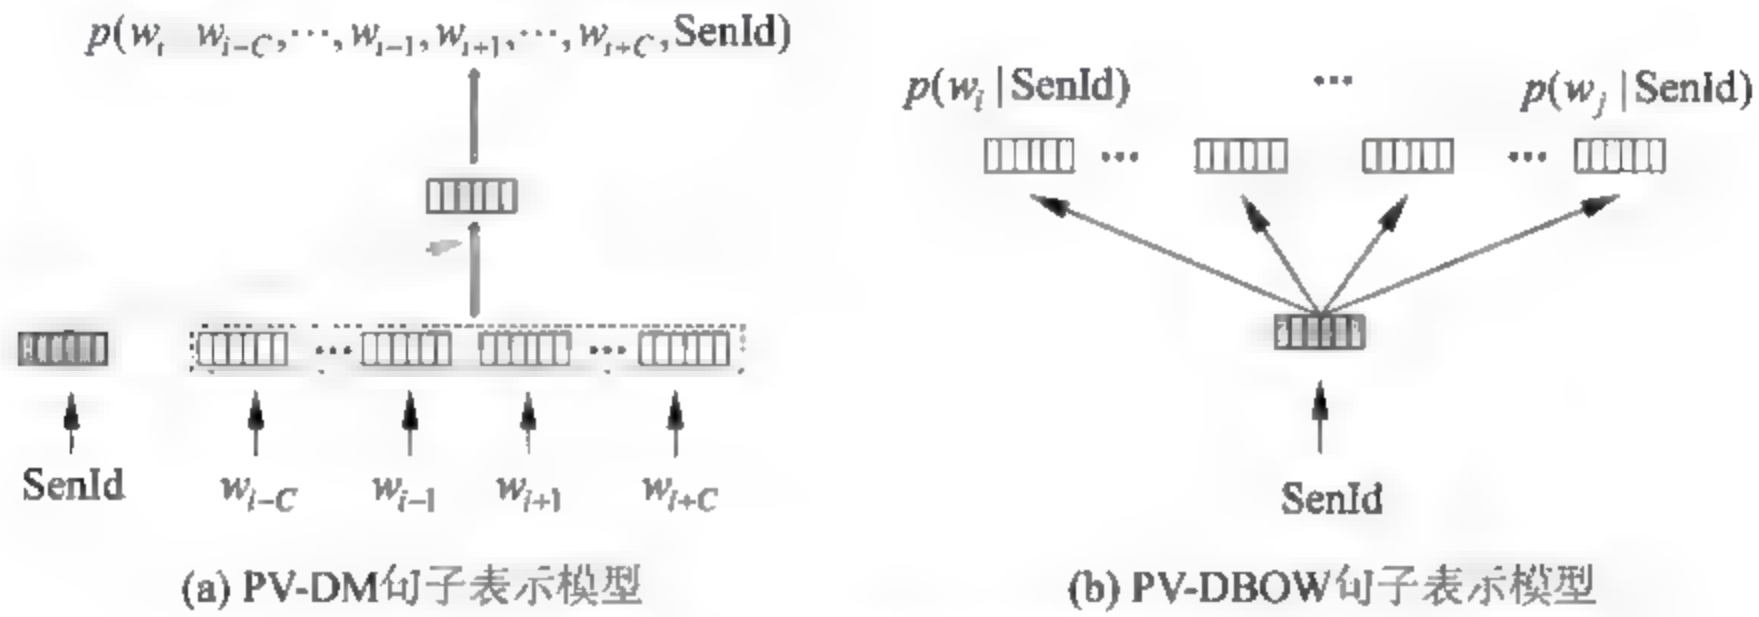 p(w_i w_{i-C},⋯,w_{i-1},w_{i+1},⋯,w_{i+C},SenId)
SenId w_{i-C} w_{i-1} w_{i+1} w_{i+C}
(a) PV-DM句子表示模型
p(w_i|SenId) ⋯ p(w_j|SenId)
SenId
(b) PV-DBOW句子表示模型